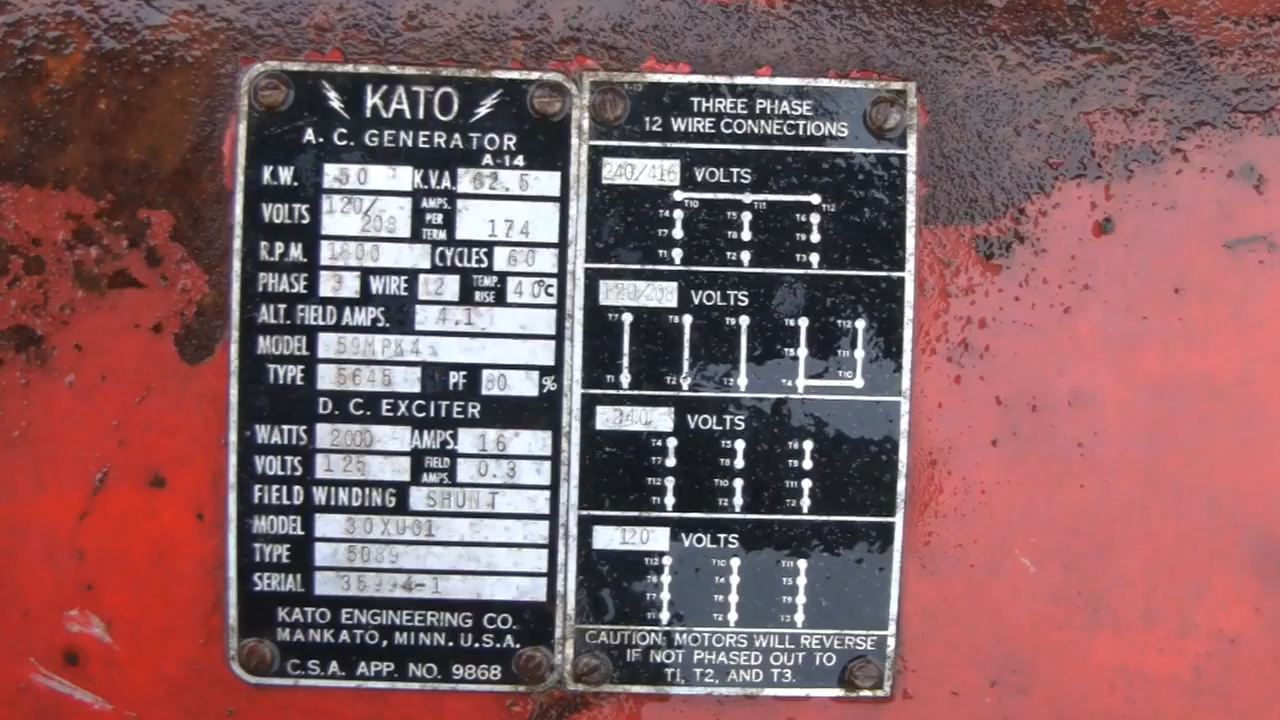 KATO
A. C. GENERATOR
A-14
K.W. 50 K.V.A. 62.5
VOLTS 120/208 AMPS. PER TERM 174
R.P.M. 1800 CYCLES 60
PHASE 3 WIRE 12 TEMP. RISE 40°C
ALT. FIELD AMPS. 4.1
MODEL 59MPK4
TYPE 5645 PF 80 %
D. C. EXCITER
WATTS 2000 AMPS. 16
VOLTS 125 FIELD AMPS. 0.3
FIELD WINDING SHUNT
MODEL 30XU01
TYPE 5089
SERIAL 35994-1
KATO ENGINEERING CO.
MANKATO, MINN. U.S.A.
C.S.A. APP. NO. 9868
THREE PHASE
12 WIRE CONNECTIONS
240/416 VOLTS
T10 T11 T12
T4 T5 T6
T7 T8 T9
T1 T2 T3
120/208 VOLTS
T7 T8 T9 T6 T12
T5 T11
T10
T1 T2 T3 T4
240 VOLTS
T4 T5 T6
T7 T8 T9
T12 T10 T11
T1 T2 T3
120 VOLTS
T12 T10 T11
T6 T4 T5
T7 T8 T9
T1 T2 T3
CAUTION: MOTORS WILL REVERSE
IF NOT PHASED OUT TO
T1, T2, AND T3.